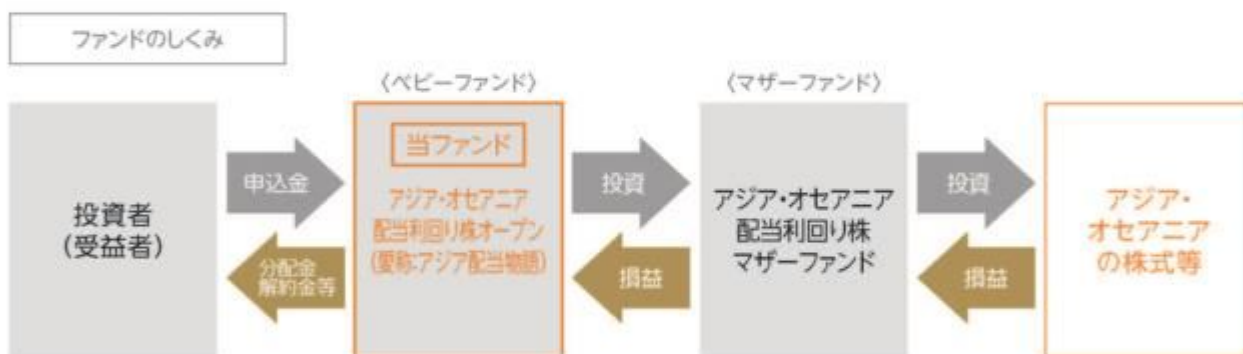 ファンドのしくみ
〈ベビーファンド〉
〈マザーファンド〉
投資者
(受益者)
申込金
分配金
解約金等
当ファンド
アジア・オセアニア
配当利回り株オープン
(愛称:アジア配当物語)
投資
損益
アジア・オセアニア
配当利回り株
マザーファンド
投資
損益
アジア・
オセアニア
の株式等